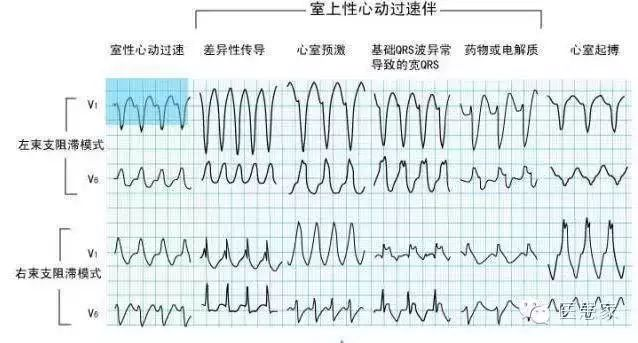 室上性心动过速伴
室性心动过速 差异性传导 心室预激 基础QRS波异常 药物或电解质 心室起搏
导致的宽QRS
V1
左束支阻滞模式
V6
V1
右束支阻滞模式
V6
医慧家